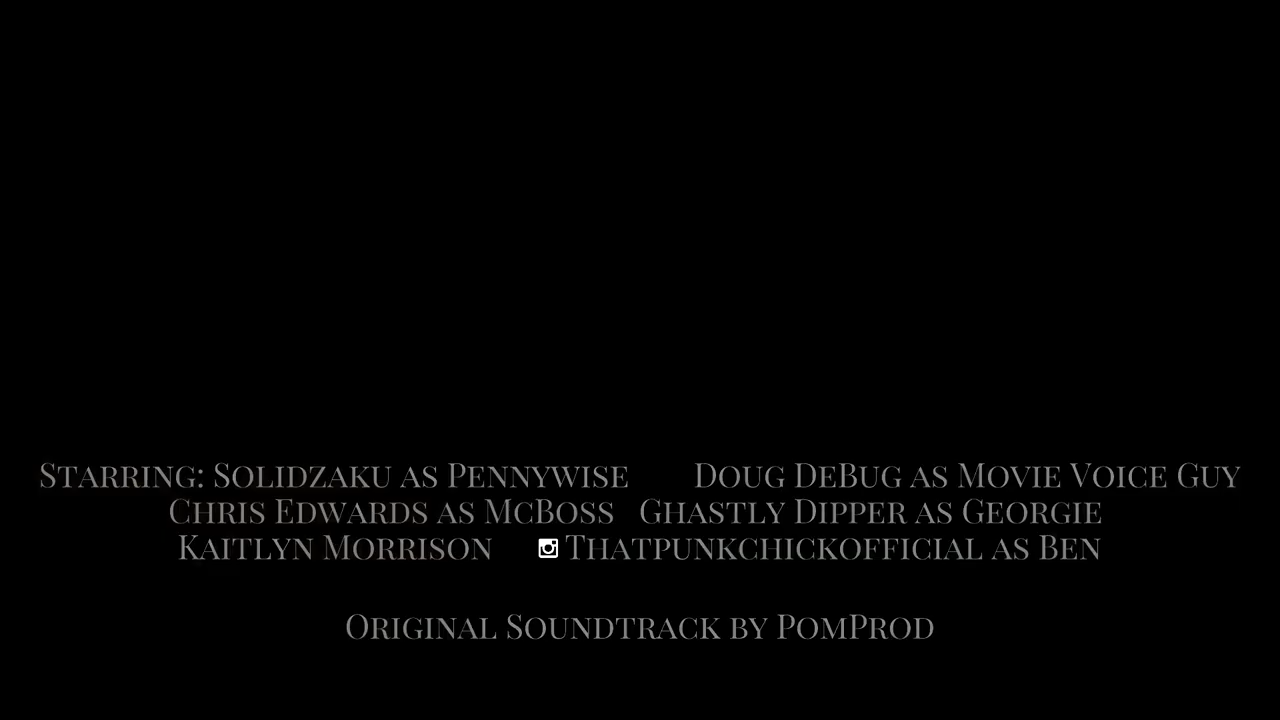 Starring: Solidzaku as Pennywise Doug DeBug as Movie Voice Guy
Chris Edwards as McBoss Ghastly Dipper as Georgie
Kaitlyn Morrison Thatpunkchickofficial as Ben
Original Soundtrack by PomProd